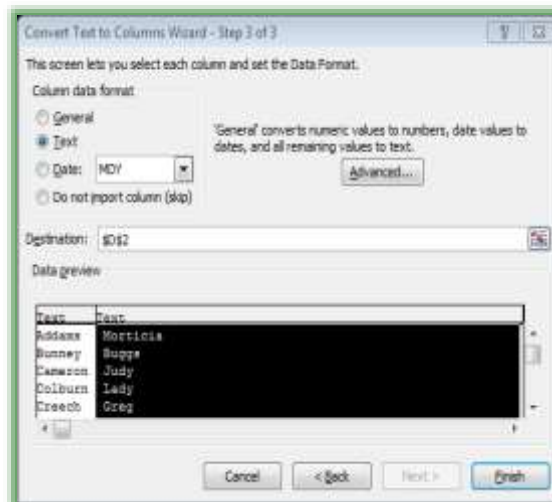 Convert Text to Columns Wizard - Step 3 of 3
This screen lets you select each column and set the Data Format.
Column data format
General
Text
Date: MDY
Do not import column (skip)
'General' converts numeric values to numbers, date values to dates, and all remaining values to text.
Advanced...
Destination: $D$2
Data preview
Text Text
Addams Morticia
Bunney Buggs
Cameron Judy
Colburn Lady
Creech Greg
Cancel < Back Next > Finish